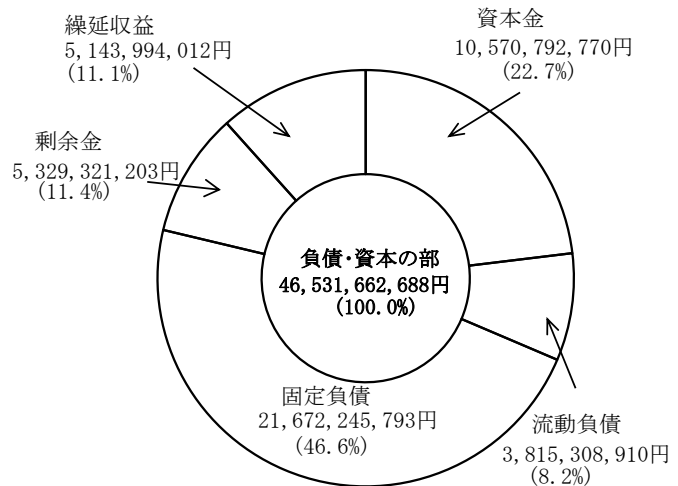 繰延収益
5,143,994,012円
(11.1%)
資本金
10,570,792,770円
(22.7%)
剰余金
5,329,321,203円
(11.4%)
負債・資本の部
46,531,662,688円
(100.0%)
固定負債
21,672,245,793円
(46.6%)
流動負債
3,815,308,910円
(8.2%)